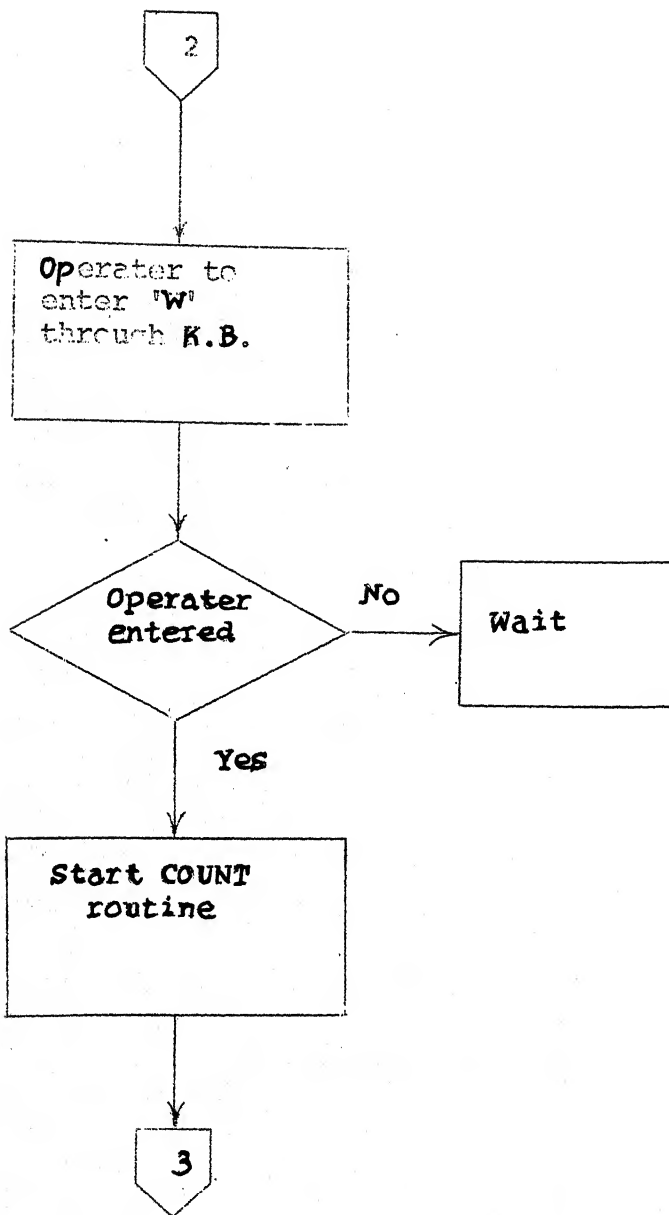 2
Operater to
enter 'W'
through K.B.
Operater
entered
No
Wait
Yes
Start COUNT
routine
3